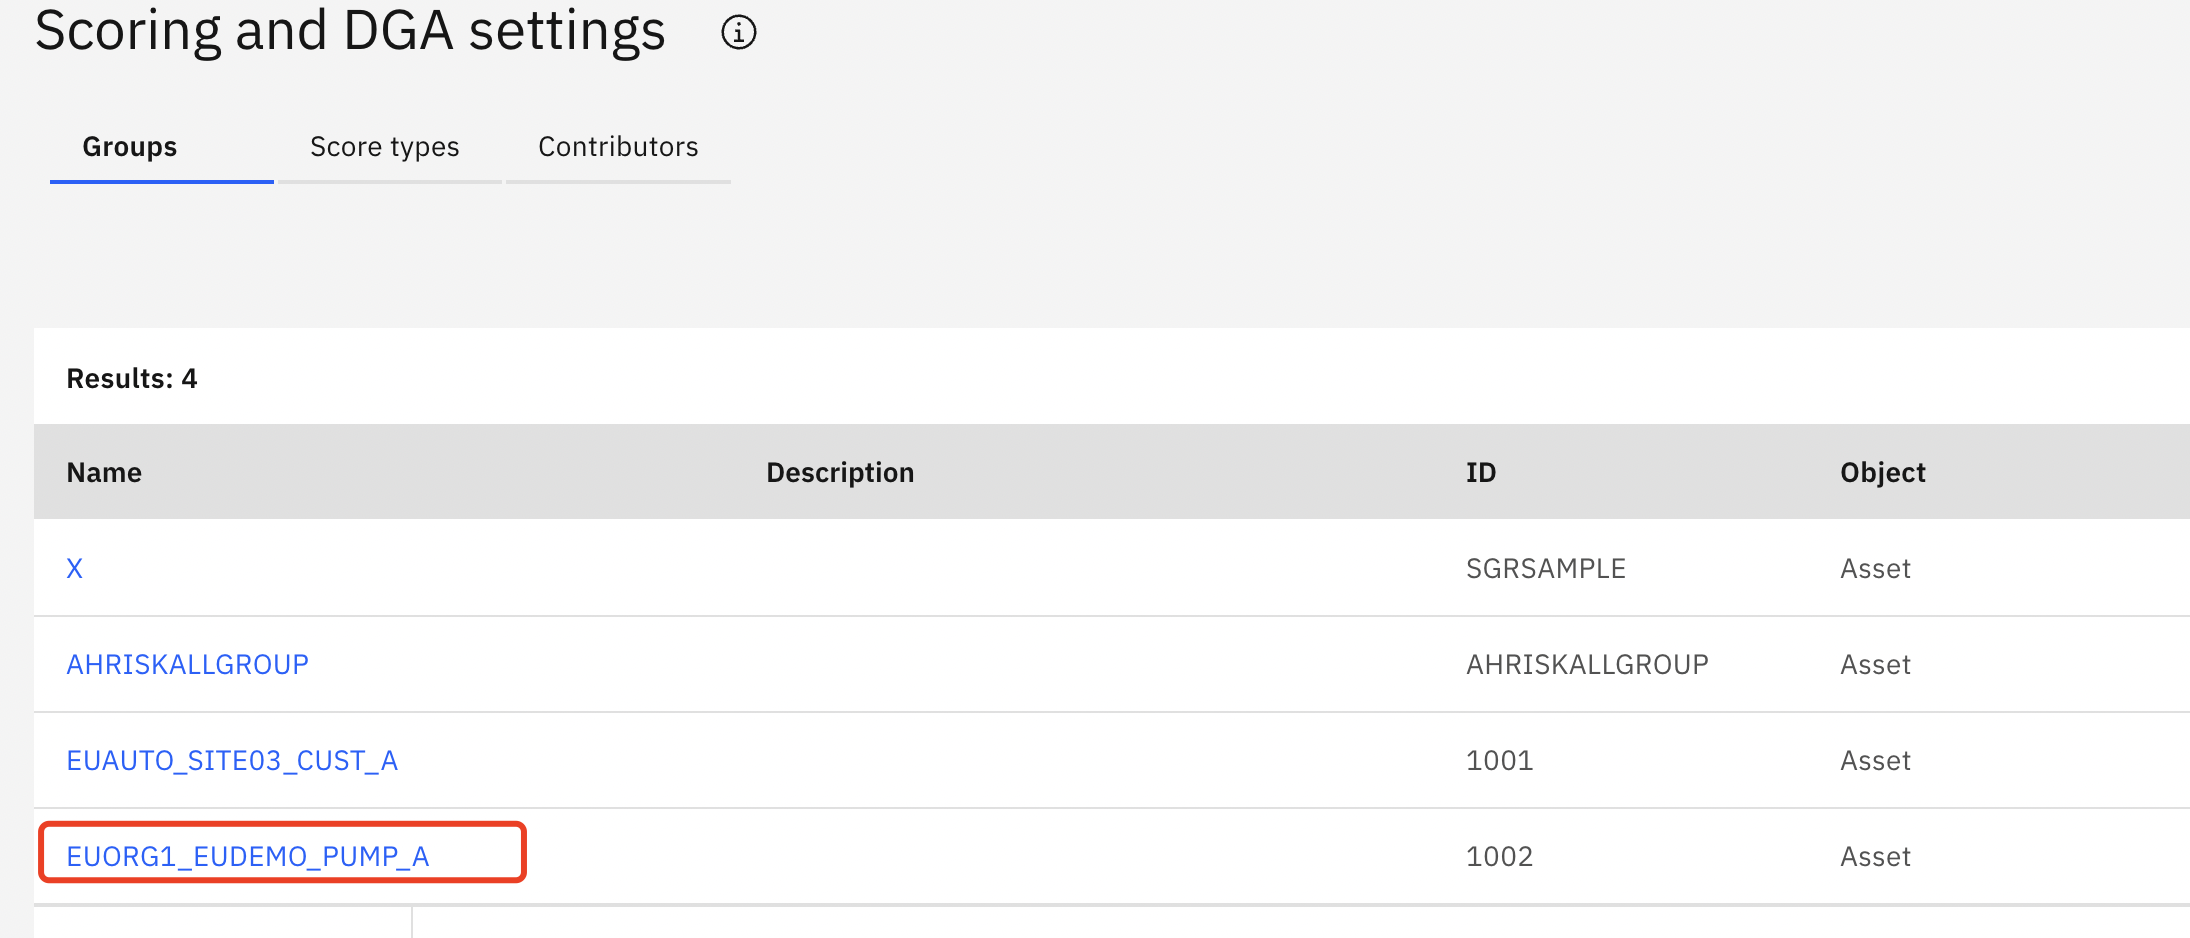 Scoring and DGA settings
Groups Score types Contributors
Results: 4
Name Description ID Object
X SGRSAMPLE Asset
AHRISKALLGROUP AHRISKALLGROUP Asset
EUAUTO_SITE03_CUST_A 1001 Asset
EUORG1_EUDEMO_PUMP_A 1002 Asset